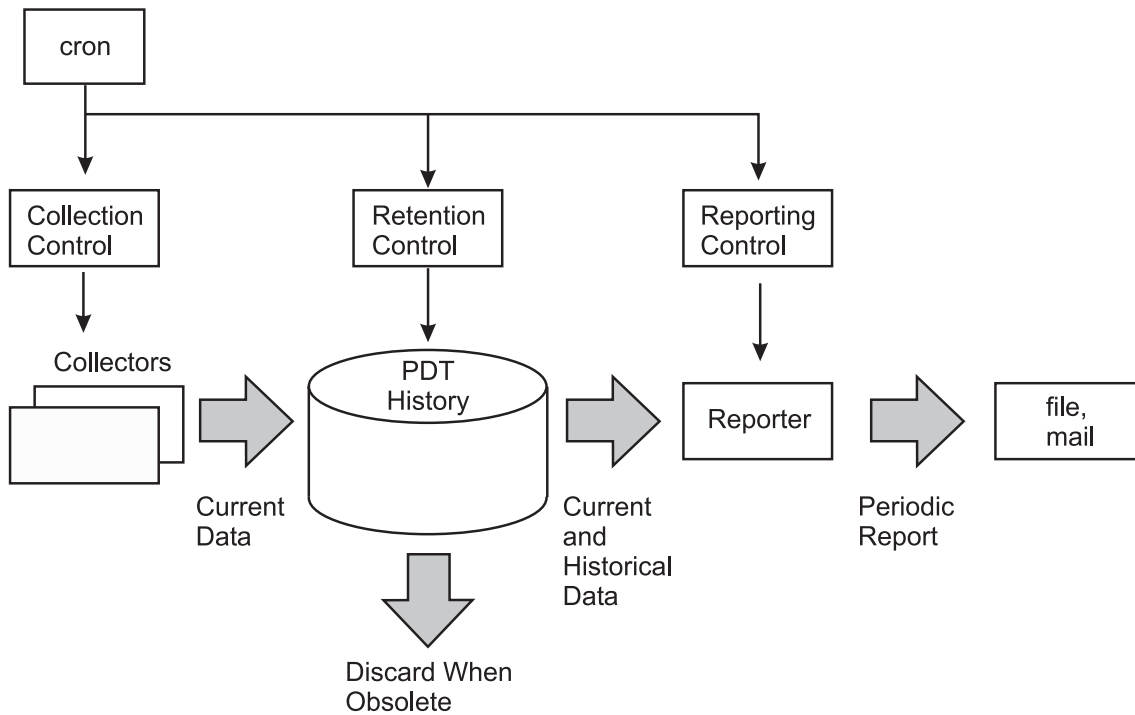 cron
Collection
Control
Retention
Control
Reporting
Control
Collectors
PDT
History
Reporter
file,
mail
Current
Data
Current
and
Historical
Data
Periodic
Report
Discard When
Obsolete